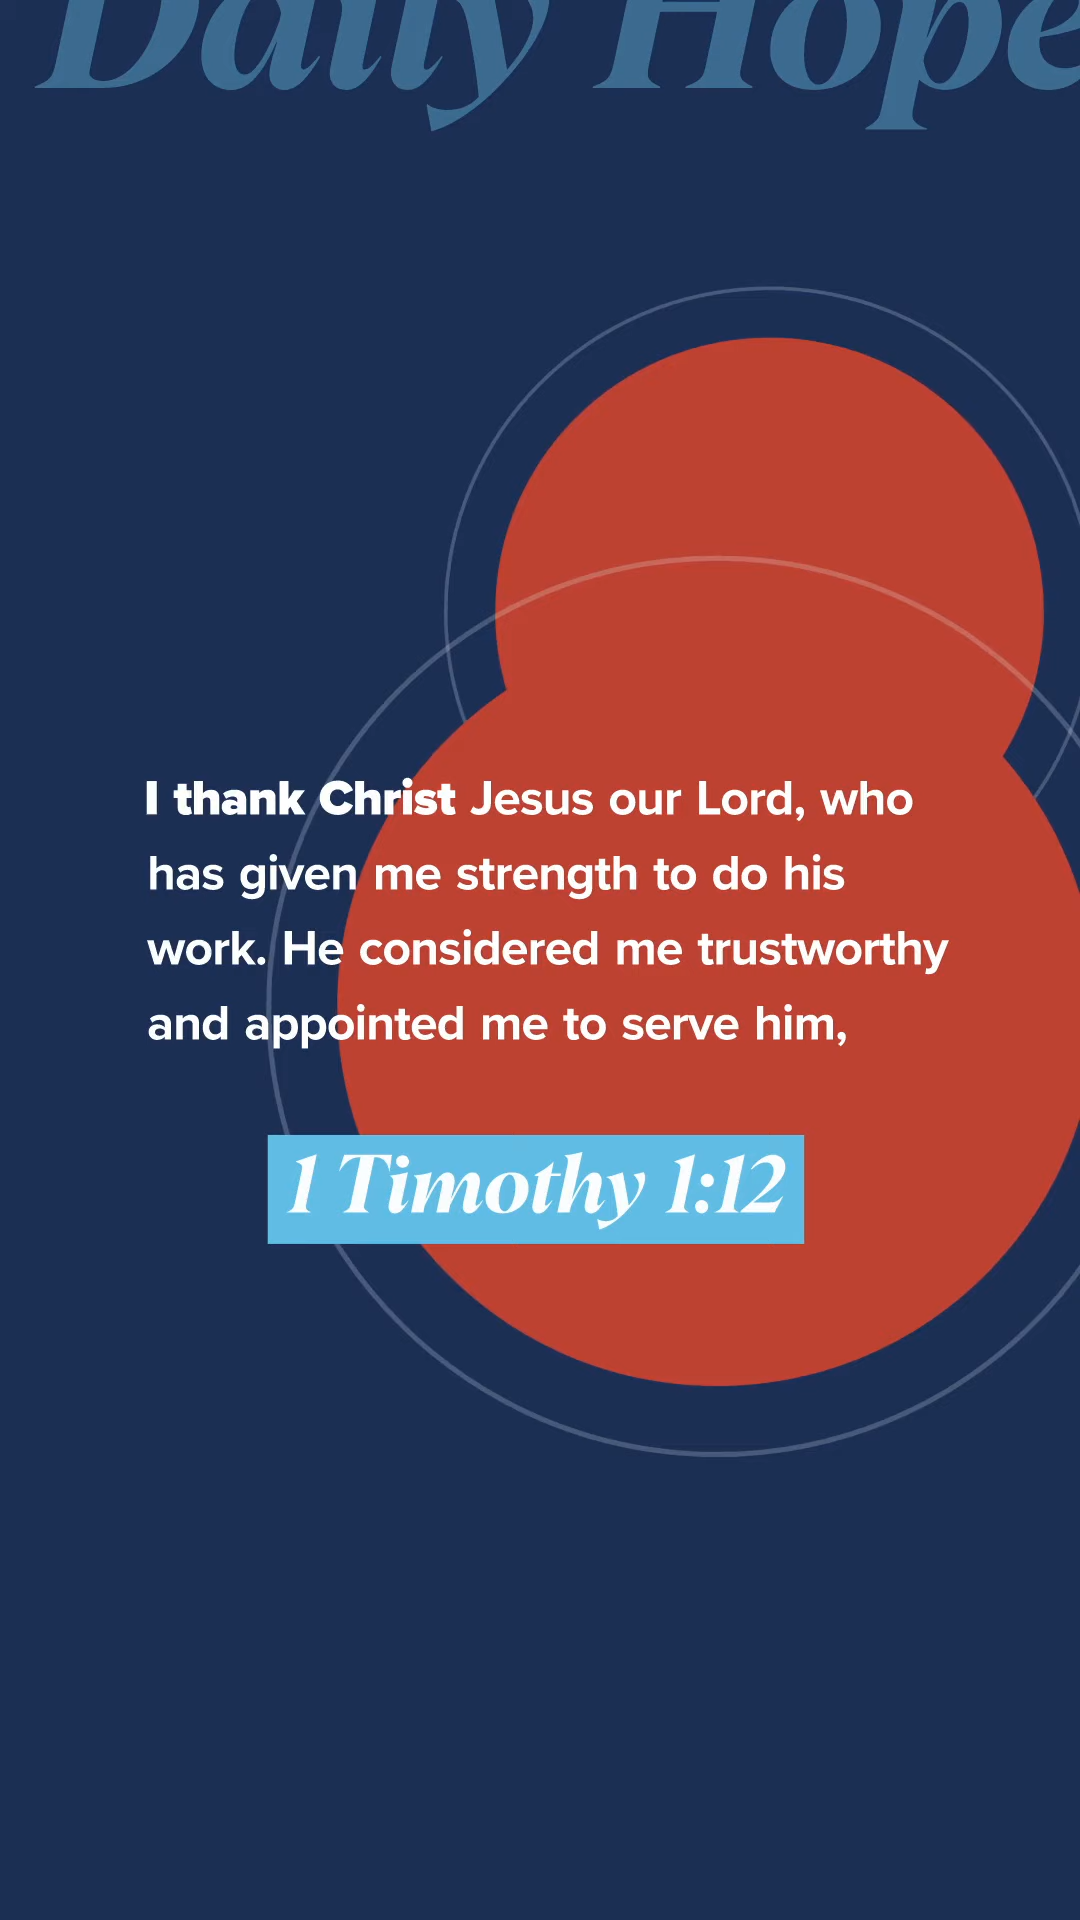 Daily Hope
I thank Christ Jesus our Lord, who
has given me strength to do his
work. He considered me trustworthy
and appointed me to serve him,
1 Timothy 1:12